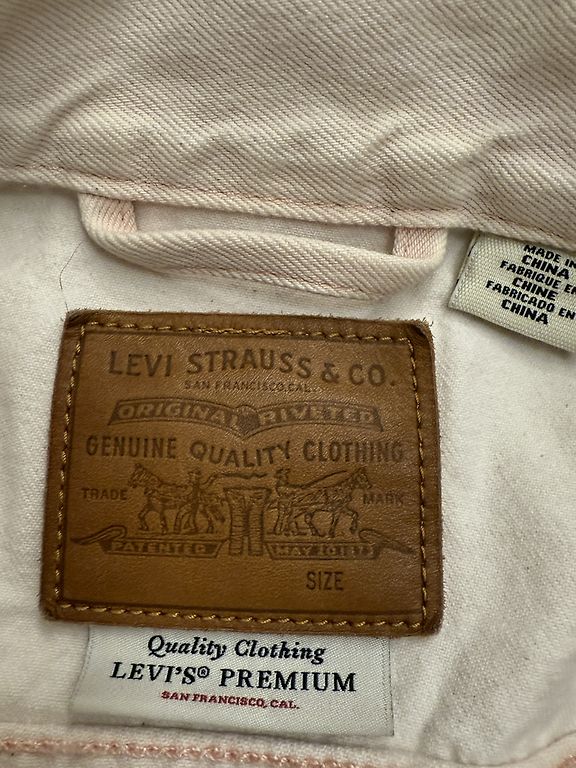 MADE IN
CHINA
FABRIQUE EN
CHINE
FABRICADO EN
CHINA
LEVI STRAUSS & CO.
SAN FRANCISCO, CAL.
ORIGINAL RIVETED
GENUINE QUALITY CLOTHING
TRADE MARK
PATENTED MAY 20 1873
SIZE
Quality Clothing
LEVI'S® PREMIUM
SAN FRANCISCO, CAL.